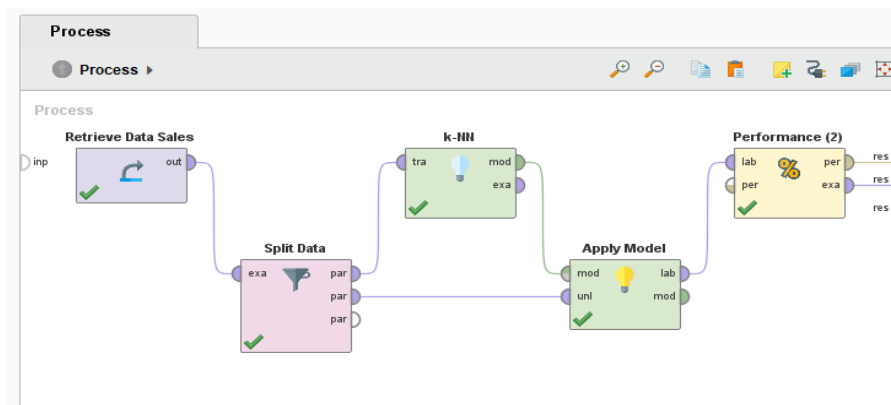 Process
Process
Process
Retrieve Data Sales
k-NN
Performance (2)
inp
out
tra
mod
exa
lab
per
per
exa
res
res
res
Split Data
Apply Model
exa
par
par
par
mod
lab
unl
mod